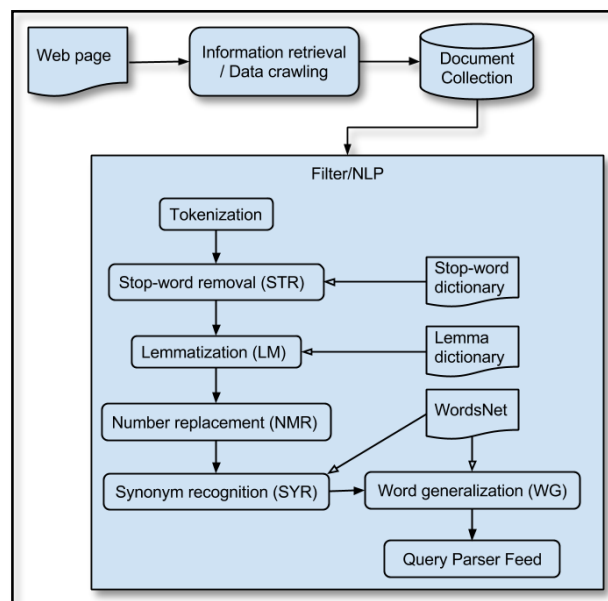 Web page
Information retrieval
/ Data crawling
Document
Collection
Filter/NLP
Tokenization
Stop-word removal (STR)
Stop-word
dictionary
Lemmatization (LM)
Lemma
dictionary
Number replacement (NMR)
WordsNet
Synonym recognition (SYR)
Word generalization (WG)
Query Parser Feed